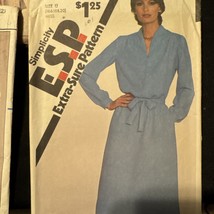 $1.25
Simplicity
E.S.P.
Extra-Sure Pattern